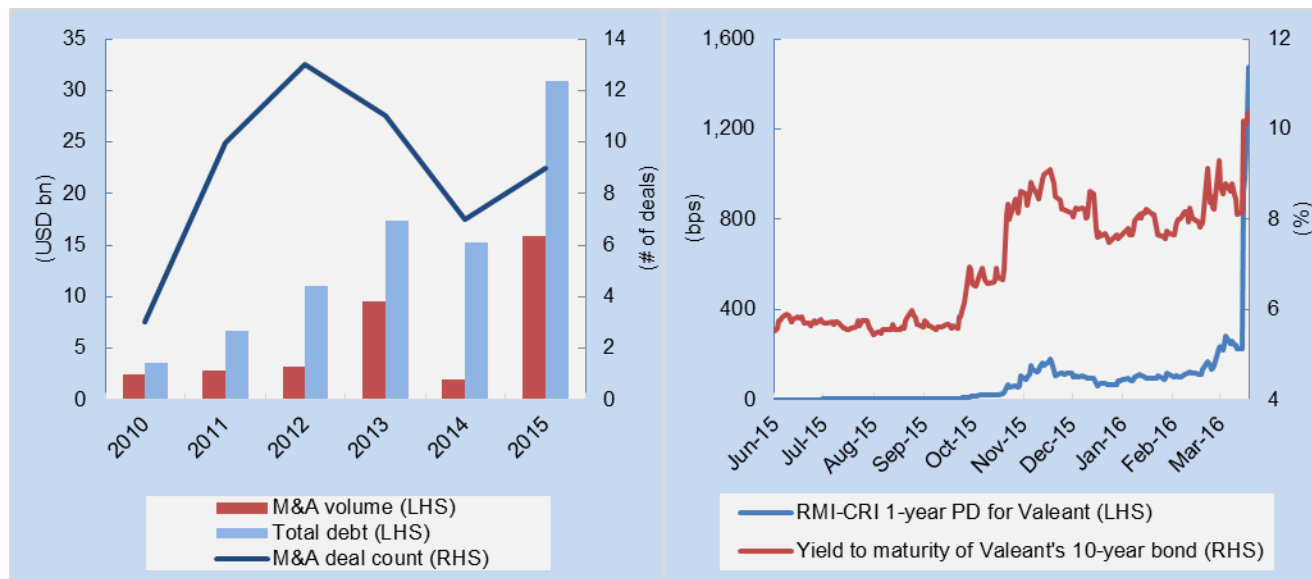 35
30
25
20
15
10
5
0
(USD bn)
14
12
10
8
6
4
2
0
(# of deals)
2010
2011
2012
2013
2014
2015
M&A volume (LHS)
Total debt (LHS)
M&A deal count (RHS)
1,600
1,200
800
400
0
(bps)
12
10
8
6
4
(%)
Jun-15
Jul-15
Aug-15
Sep-15
Oct-15
Nov-15
Dec-15
Jan-16
Feb-16
Mar-16
RMI-CRI 1-year PD for Valeant (LHS)
Yield to maturity of Valeant's 10-year bond (RHS)